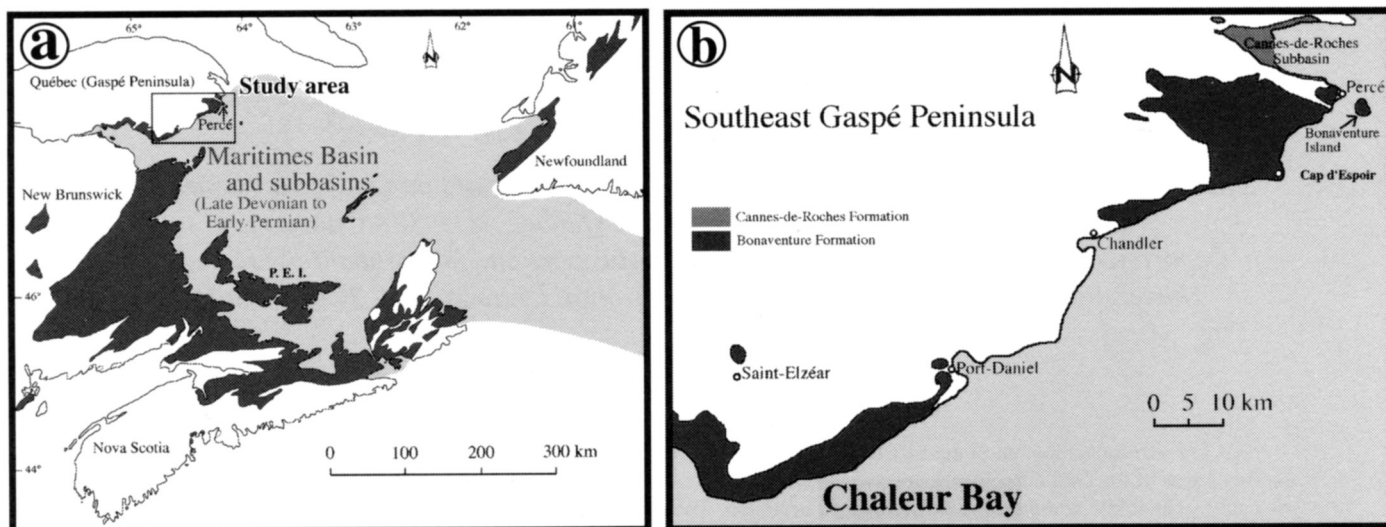 a
65°
64°
63°
62°
N
Québec (Gaspé Peninsula)
Study area
Percé
Maritimes Basin
and subbasins
(Late Devonian to
Early Permian)
Newfoundland
New Brunswick
P. E. I.
46°
Nova Scotia
44°
0 100 200 300 km
b
Cannes-de-Roches
Subbasin
N
Percé
Southeast Gaspé Peninsula
Bonaventure
Island
Cap d'Espoir
Cannes-de-Roches Formation
Bonaventure Formation
Chandler
Saint-Elzéar
Port-Daniel
0 5 10 km
Chaleur Bay